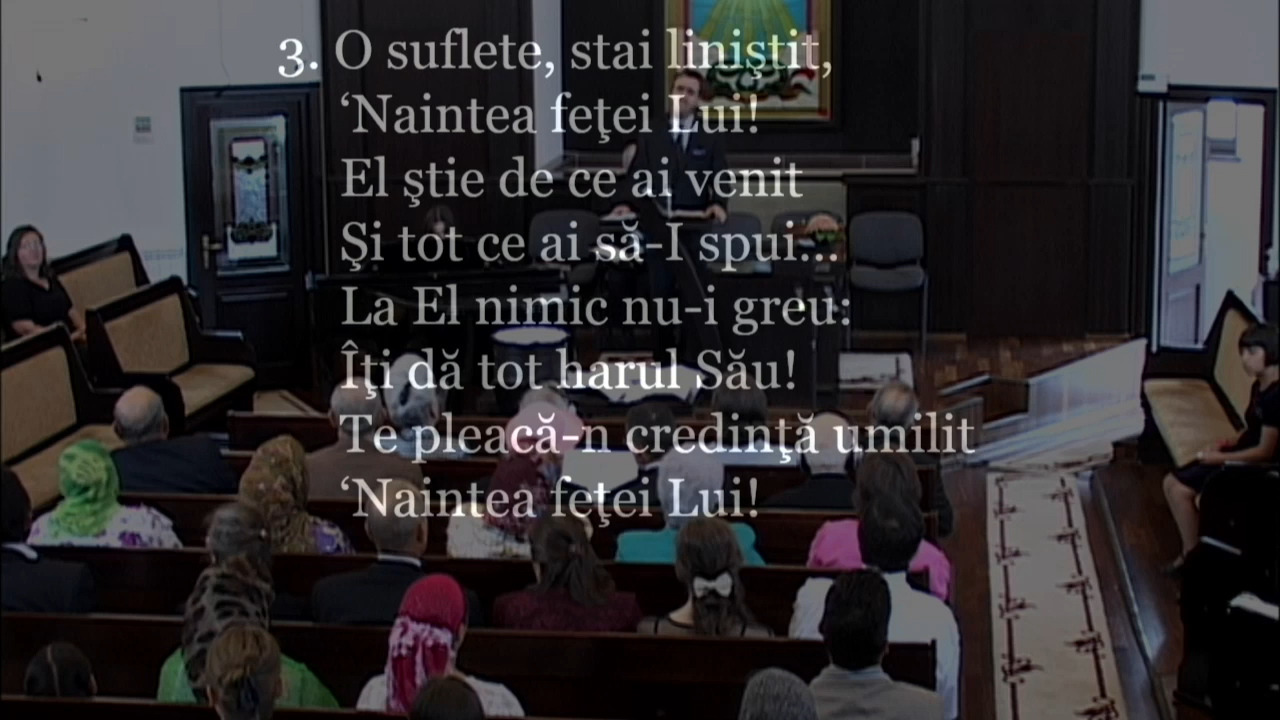 3. O suflete, stai liniştit,
‘Naintea feţei Lui!
El ştie de ce ai venit
Şi tot ce ai să-I spui...
La El nimic nu-i greu:
Îţi dă tot harul Său!
Te pleacă-n credinţă umilit
‘Naintea feţei Lui!